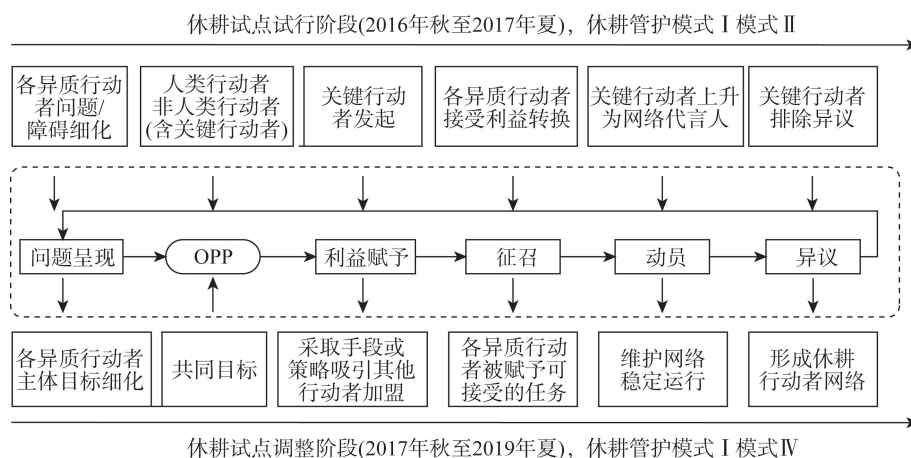 休耕试点试行阶段(2016年秋至2017年夏)，休耕管护模式Ⅰ模式Ⅱ
各异质行动
者问题/
障碍细化
人类行动者
非人类行动者
(含关键行动者)
关键行动
者发起
各异质行动者
接受利益转换
关键行动者上升
为网络代言人
关键行动者
排除异议
问题呈现
OPP
利益赋予
征召
动员
异议
各异质行动者
主体目标细化
共同目标
采取手段或
策略吸引其他
行动者加盟
各异质行动
者被赋予可
接受的任务
维护网络
稳定运行
形成休耕
行动者网络
休耕试点调整阶段(2017年秋至2019年夏)，休耕管护模式Ⅰ模式Ⅳ